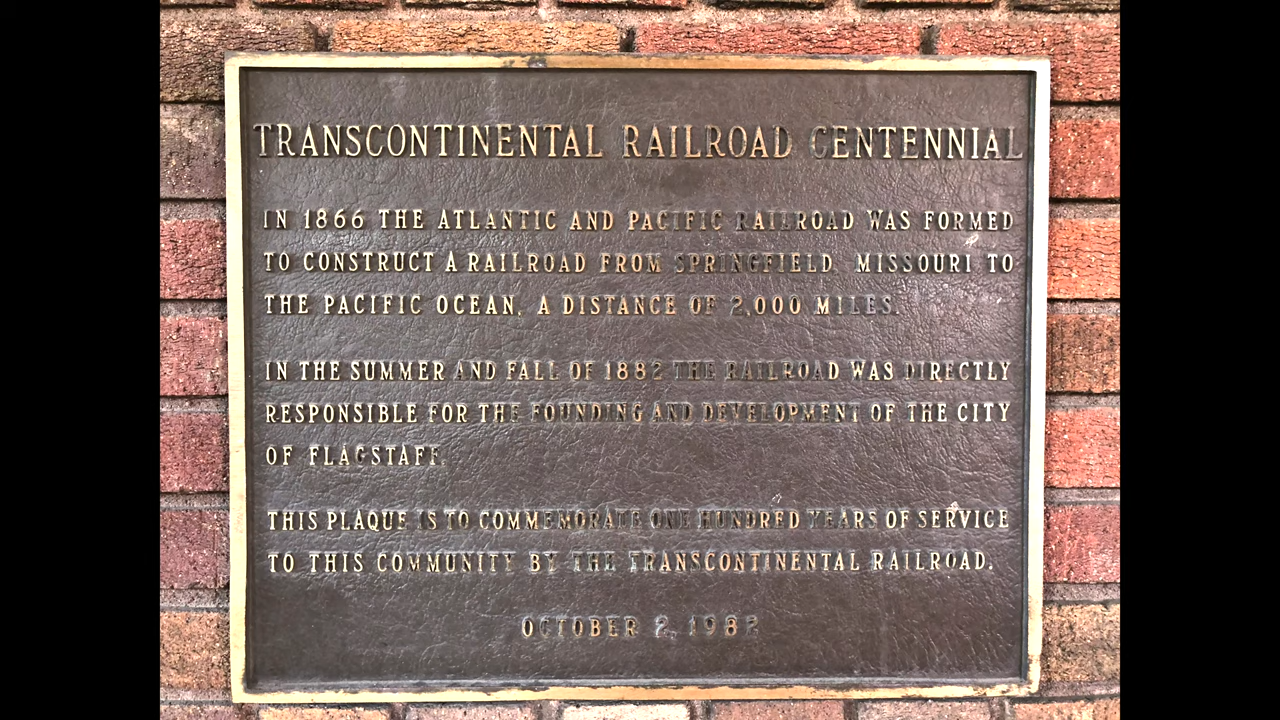 TRANSCONTINENTAL RAILROAD CENTENNIAL
IN 1866 THE ATLANTIC AND PACIFIC RAILROAD WAS FORMED
TO CONSTRUCT A RAILROAD FROM SPRINGFIELD, MISSOURI TO
THE PACIFIC OCEAN, A DISTANCE OF 2,000 MILES.
IN THE SUMMER AND FALL OF 1882 THE RAILROAD WAS DIRECTLY
RESPONSIBLE FOR THE FOUNDING AND DEVELOPMENT OF THE CITY
OF FLAGSTAFF.
THIS PLAQUE IS TO COMMEMORATE ONE HUNDRED YEARS OF SERVICE
TO THIS COMMUNITY BY THE TRANSCONTINENTAL RAILROAD.
OCTOBER 2, 1982